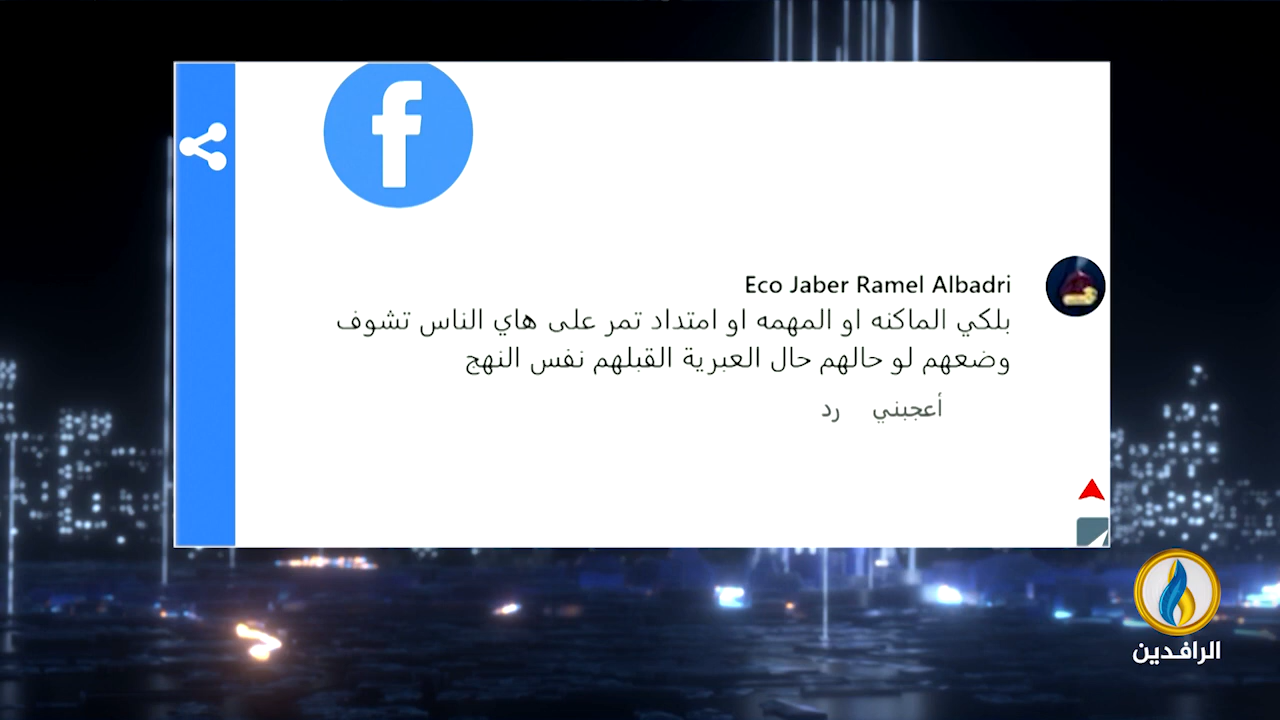 Eco Jaber Ramel Albadri
بلكي الماكنه او المهمه او امتداد تمر على هاي الناس تشوف
وضعهم لو حالهم حال العبرية القبلهم نفس النهج
أعجبني رد
الرافدين